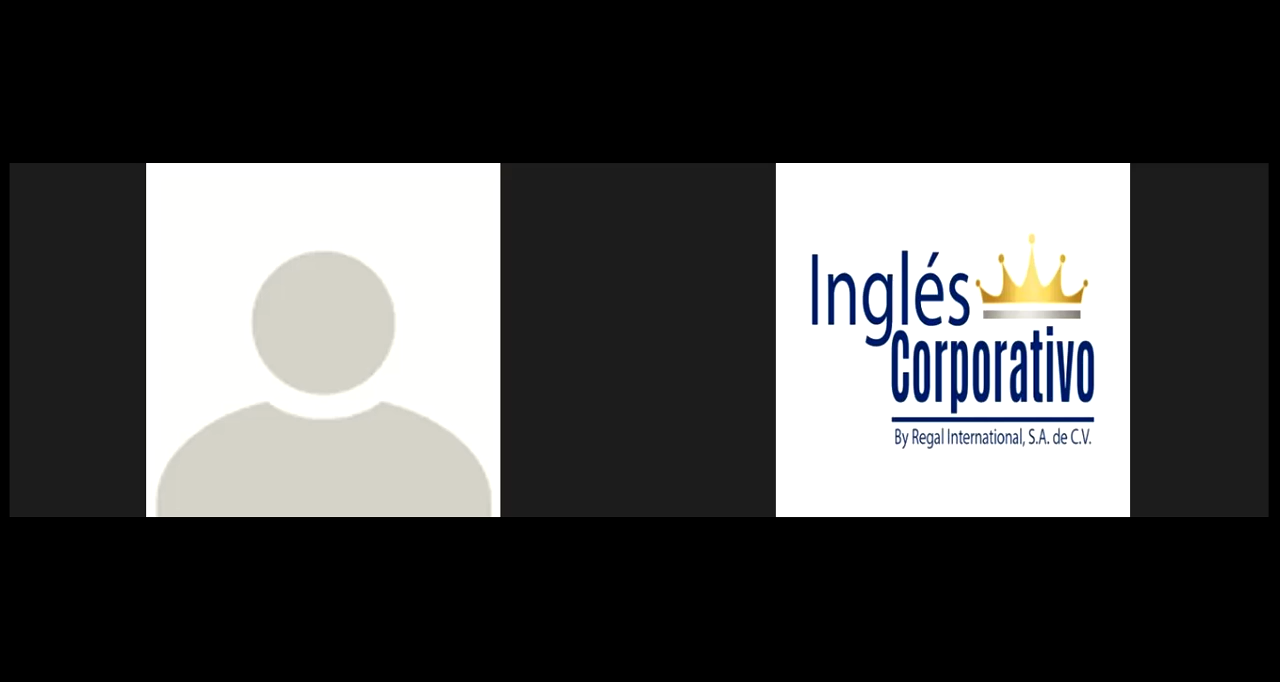 Inglés
Corporativo
By Regal International, S.A. de C.V.